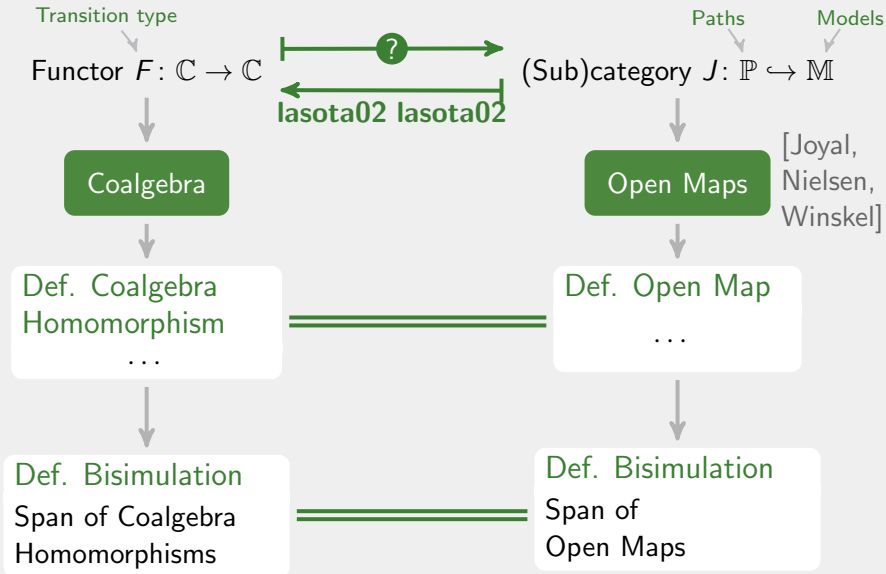 Transition type
Paths
Models
Functor F: ℂ → ℂ
?
(Sub)category J: ℙ ↪ 𝕄
lasota02 lasota02
Coalgebra
Open Maps
[Joyal,
Nielsen,
Winskel]
Def. Coalgebra
Homomorphism
...
Def. Open Map
...
Def. Bisimulation
Span of Coalgebra
Homomorphisms
Def. Bisimulation
Span of
Open Maps